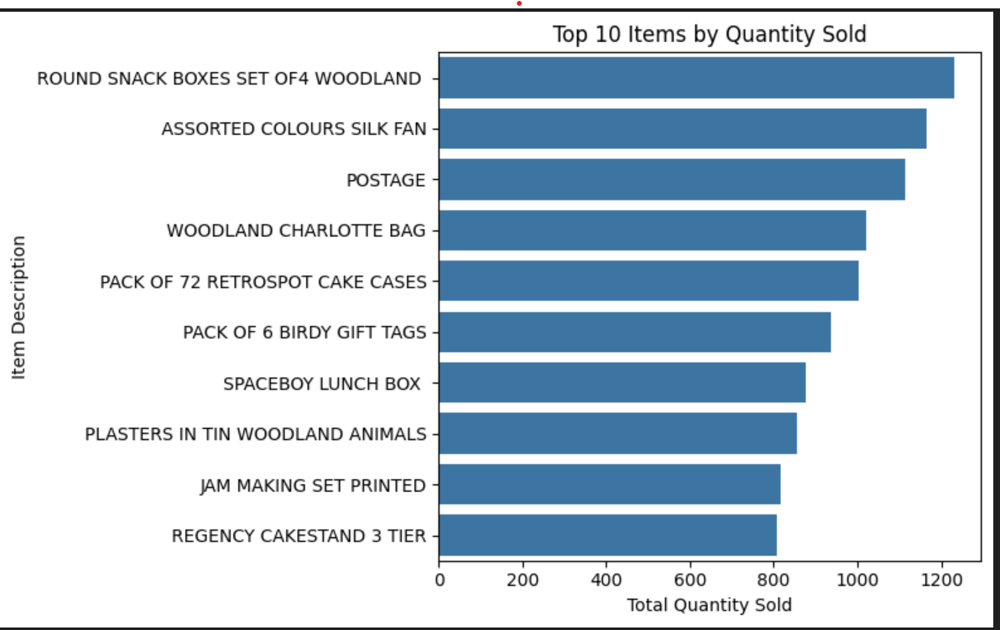 Top 10 Items by Quantity Sold
ROUND SNACK BOXES SET OF4 WOODLAND
ASSORTED COLOURS SILK FAN
POSTAGE
WOODLAND CHARLOTTE BAG
PACK OF 72 RETROSPOT CAKE CASES
PACK OF 6 BIRDY GIFT TAGS
SPACEBOY LUNCH BOX
PLASTERS IN TIN WOODLAND ANIMALS
JAM MAKING SET PRINTED
REGENCY CAKESTAND 3 TIER
Item Description
0 200 400 600 800 1000 1200
Total Quantity Sold